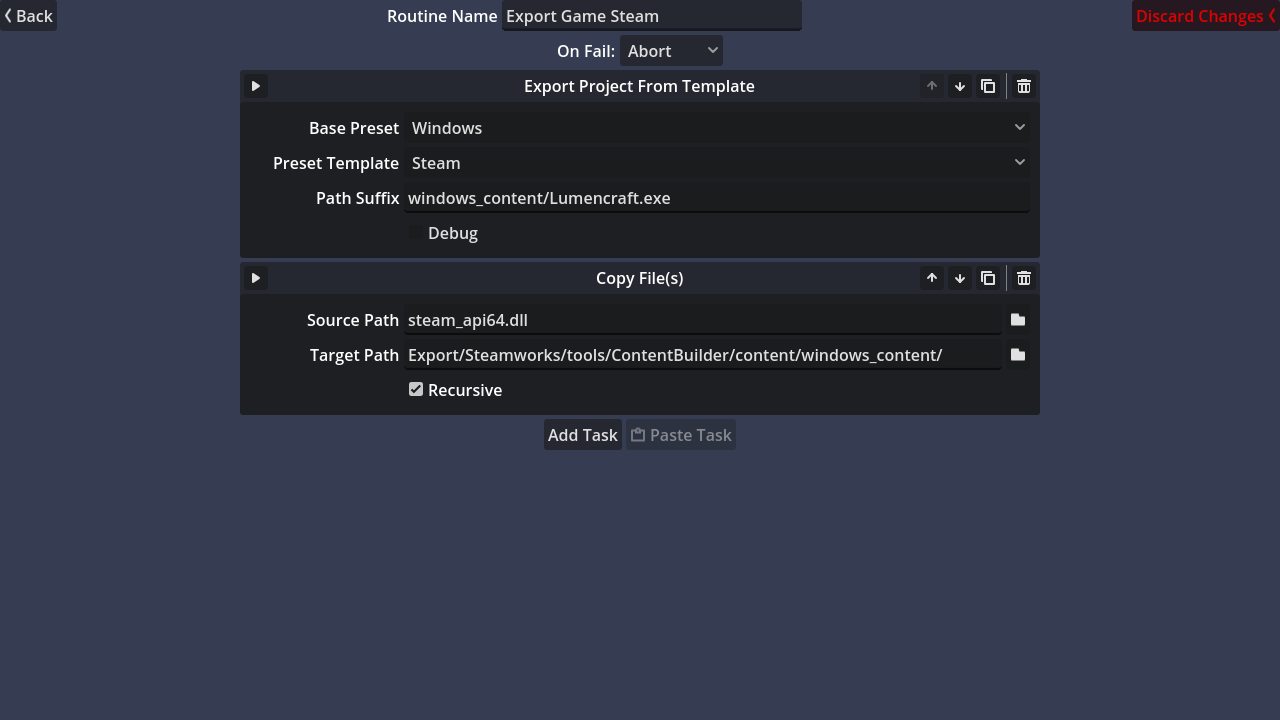 Back
Routine Name Export Game Steam
Discard Changes
On Fail: Abort
Export Project From Template
Base Preset Windows
Preset Template Steam
Path Suffix windows_content/Lumencraft.exe
Debug
Copy File(s)
Source Path steam_api64.dll
Target Path Export/Steamworks/tools/ContentBuilder/content/windows_content/
Recursive
Add Task Paste Task